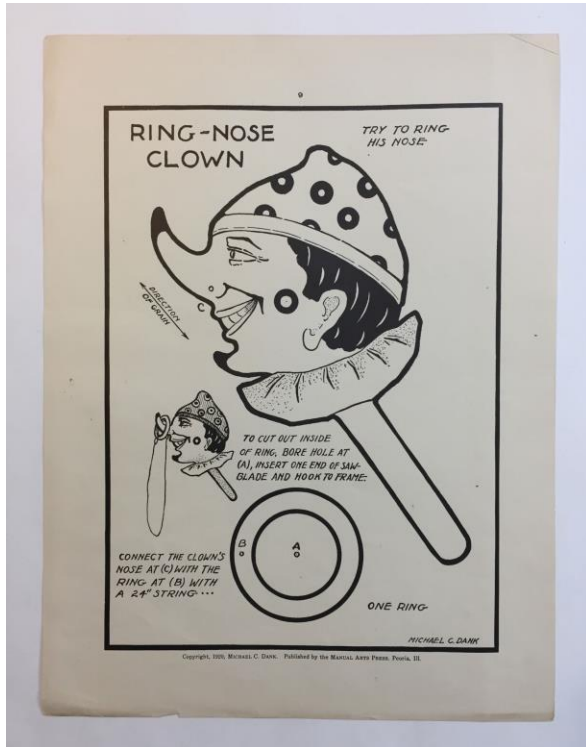 RING-NOSE
CLOWN
TRY TO RING
HIS NOSE
DIRECTION
OF GRAIN
C
TO CUT OUT INSIDE
OF RING, BORE HOLE AT
(A), INSERT ONE END OF SAW-
BLADE AND HOOK TO FRAME-
B
A
CONNECT THE CLOWN'S
NOSE AT (C) WITH THE
RING AT (B) WITH
A 24" STRING ...
ONE RING
MICHAEL C. DANK
Copyright, MICHAEL C. DANK. Published by the MANUAL ARTS PRESS, Peoria, Ill.